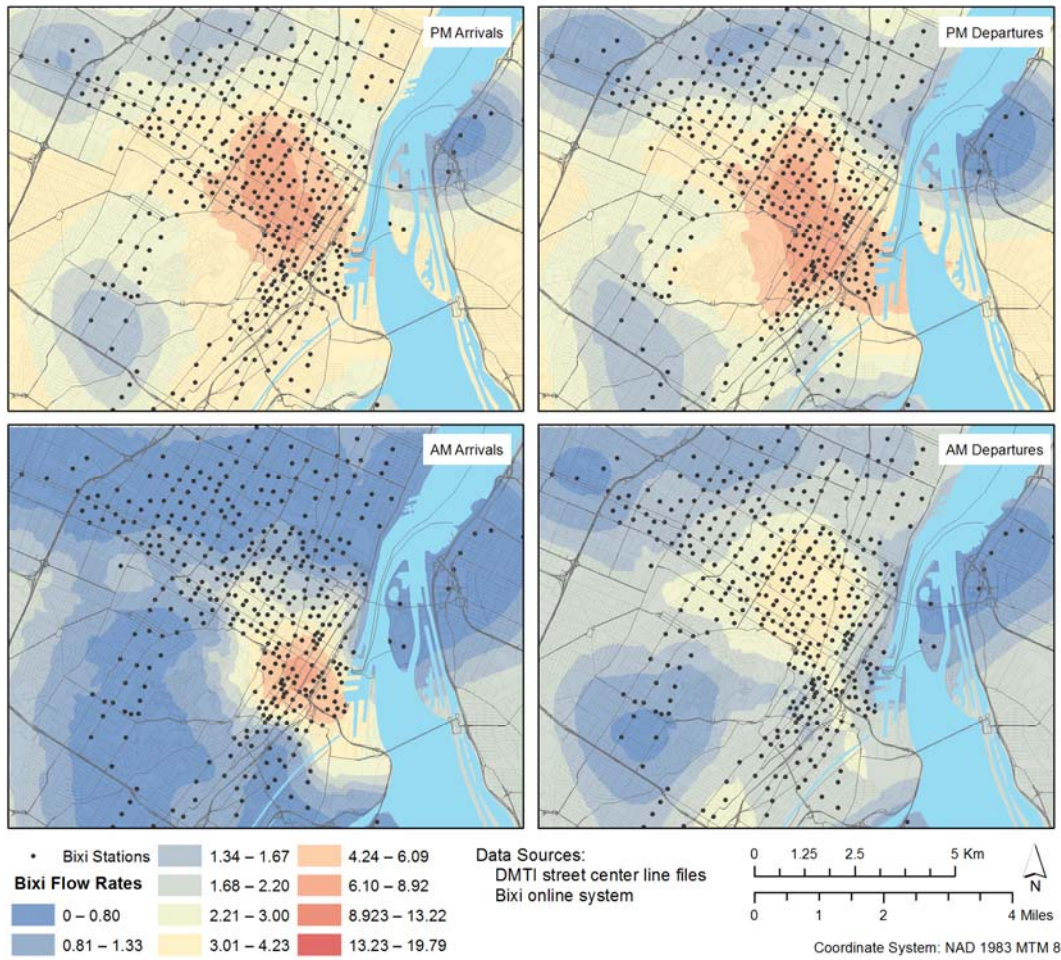 PM Arrivals
PM Departures
AM Arrivals
AM Departures
Bixi Stations
Bixi Flow Rates
0 – 0.80
0.81 – 1.33
1.34 – 1.67
1.68 – 2.20
2.21 – 3.00
3.01 – 4.23
4.24 – 6.09
6.10 – 8.92
8.923 – 13.22
13.23 – 19.79
Data Sources:
DMTI street center line files
Bixi online system
0 1.25 2.5 5 Km
0 1 2 4 Miles
N
Coordinate System: NAD 1983 MTM 8